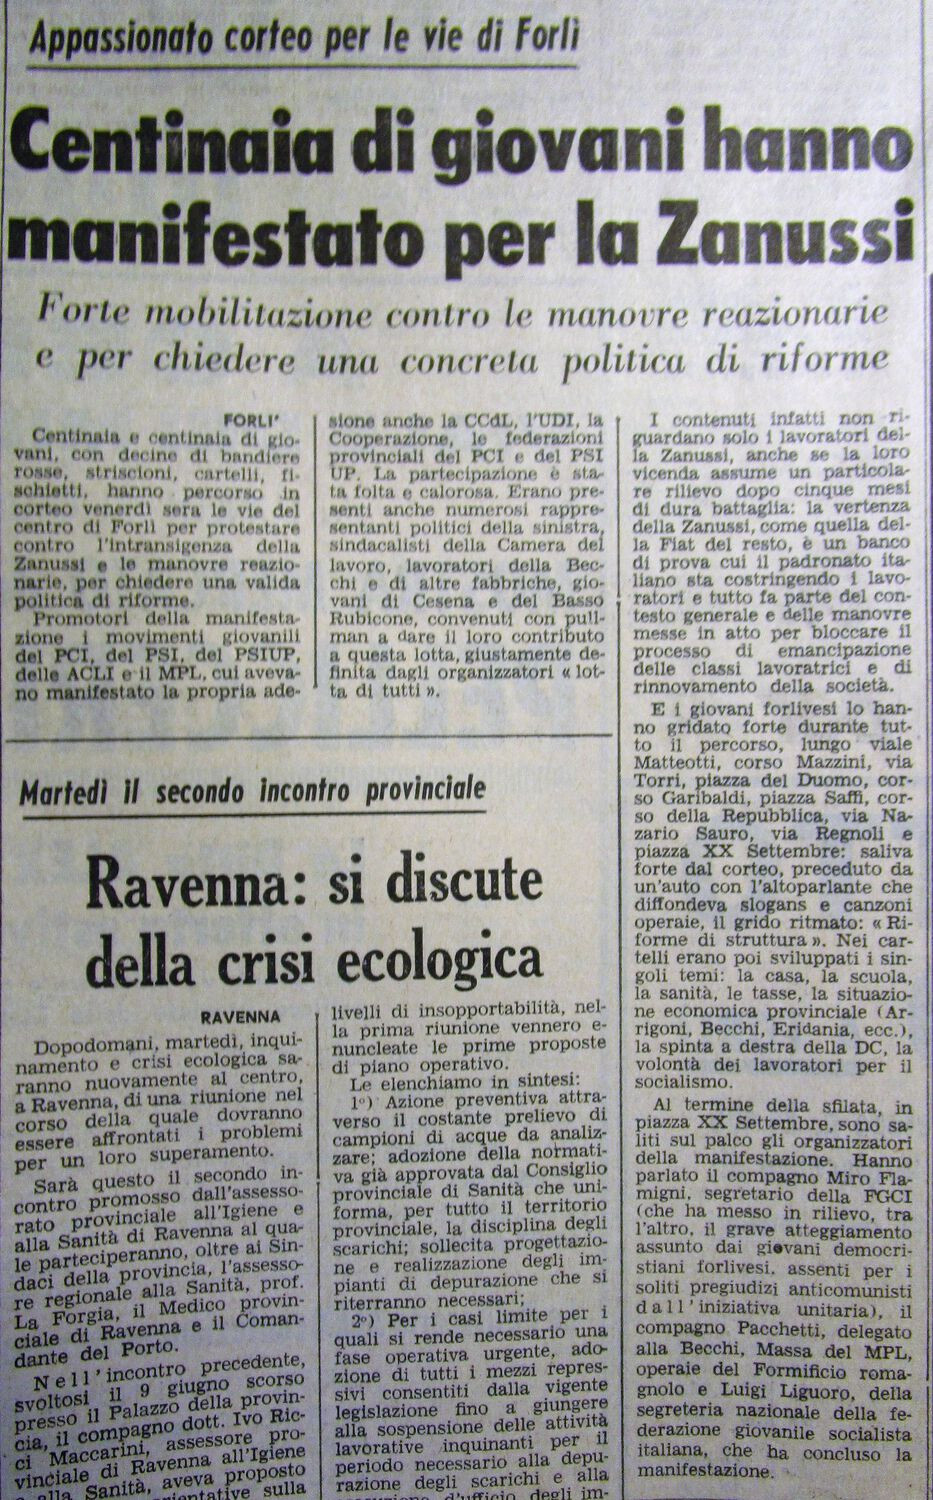 Appassionato corteo per le vie di Forlì
Centinaia di giovani hanno
manifestato per la Zanussi
Forte mobilitazione contro le manovre reazionarie
e per chiedere una concreta politica di riforme
FORLI'
Centinaia e centinaia di gio-
vani, con decine di bandiere
rosse, striscioni, cartelli, fi-
schietti, hanno percorso in
corteo venerdì sera le vie del
centro di Forlì per protestare
contro l'intransigenza della
Zanussi e le manovre reazio-
narie, per chiedere una valida
politica di riforme.
Promotori della manifesta-
zione i movimenti giovanili
del PCI, del PSI, del PSIUP,
delle ACLI e il MPL, cui aveva-
no manifestato la propria ade-
sione anche la CCdL, l'UDI, la
Cooperazione, le federazioni
provinciali del PCI e del PSI
UP. La partecipazione è sta-
ta folta e calorosa. Erano pre-
senti anche numerosi rappre-
sentanti politici della sinistra,
sindacalisti della Camera del
lavoro, lavoratori della Bec-
chi e di altre fabbriche, gio-
vani di Cesena e del Basso
Rubicone, convenuti con pull-
man a dare il loro contributo
a questa lotta, giustamente de-
finita dagli organizzatori « lot-
ta di tutti ».
I contenuti infatti non ri-
guardano solo i lavoratori del-
la Zanussi, anche se la loro
vicenda assume un particola-
re rilievo dopo cinque mesi
di dura battaglia: la vertenza
della Zanussi, come quella del-
la Fiat del resto, è un banco
di prova cui il padronato ita-
liano sta costringendo i lavo-
ratori e tutto fa parte del con-
testo generale e delle manovre
messe in atto per bloccare il
processo di emancipazione
delle classi lavoratrici e di
rinnovamento della società.
E i giovani forlivesi lo han-
no gridato forte durante tut-
to il percorso, lungo viale
Matteotti, corso Mazzini, via
Torri, piazza del Duomo, cor-
so Garibaldi, piazza Saffi, cor-
so della Repubblica, via Na-
zario Sauro, via Regnoli e
piazza XX Settembre: saliva
forte dal corteo, preceduto da
un'auto con l'altoparlante che
diffondeva slogans e canzoni
operaie, il grido ritmato: « Ri-
forme di struttura ». Nei car-
telli erano poi sviluppati i sin-
goli temi: la casa, la scuola,
la sanità, le tasse, la situazio-
ne economica provinciale (Ar-
rigoni, Becchi, Eridania, ecc.),
la spinta a destra della DC, la
volontà dei lavoratori per il
socialismo.
Al termine della sfilata, in
piazza XX Settembre, sono sa-
liti sul palco gli organizzatori
della manifestazione. Hanno
parlato il compagno Miro Fla-
migni, segretario della FGCI
(che ha messo in rilievo, tra
l'altro, il grave atteggiamento
assunto dai giovani democri-
stiani forlivesi, assenti per i
soliti pregiudizi anticomunisti
dall'iniziativa unitaria), il
compagno Pacchetti, delegato
alla Becchi, Massa del MPL,
operaie del Formificio roma-
gnolo e Luigi Liguoro, della
segreteria nazionale della fe-
derazione giovanile socialista
italiana, che ha concluso la
manifestazione.
Martedì il secondo incontro provinciale
Ravenna: si discute
della crisi ecologica
RAVENNA
Dopodomani, martedì, inqui-
namento e crisi ecologica sa-
ranno nuovamente al centro,
a Ravenna, di una riunione nel
corso della quale dovranno
essere affrontati i problemi
per un loro superamento.
Sarà questo il secondo in-
contro promosso dall'assesso-
rato provinciale all'Igiene e
alla Sanità di Ravenna al qua-
le parteciperanno, oltre ai Sin-
daci della provincia, l'assesso-
re regionale alla Sanità, prof.
La Forgia, il Medico provin-
ciale di Ravenna e il Coman-
dante del Porto.
Nell'incontro precedente,
svoltosi il 9 giugno scorso
presso il Palazzo della provin-
cia, il compagno dott. Ivo Ric-
ci Maccarini, assessore pro-
vinciale di Ravenna all'Igiene
e alla Sanità, aveva proposto
sulla
livelli di insopportabilità, nel-
la prima riunione vennero e-
nuncleate le prime proposte
di piano operativo.
Le elenchiamo in sintesi:
1°) Azione preventiva attra-
verso il costante prelievo di
campioni di acque da analiz-
zare; adozione della normati-
va già approvata dal Consiglio
provinciale di Sanità che uni-
forma, per tutto il territorio
provinciale, la disciplina degli
scarichi; sollecita progettazio-
ne e realizzazione degli im-
pianti di depurazione che si
riterranno necessari;
2°) Per i casi limite per i
quali si rende necessario una
fase operativa urgente, ado-
zione di tutti i mezzi repres-
sivi consentiti dalla vigente
legislazione fino a giungere
alla sospensione delle attività
lavorative inquinanti per il
periodo necessario alla depu-
razione degli scarichi e alla
d'ufficio degli im-